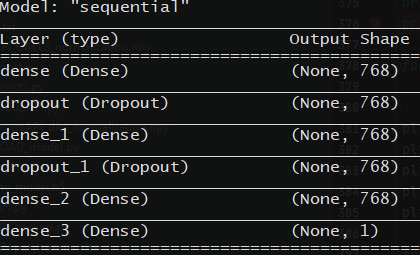 Model: "sequential"
Layer (type) Output Shape
dense (Dense) (None, 768)
dropout (Dropout) (None, 768)
dense_1 (Dense) (None, 768)
dropout_1 (Dropout) (None, 768)
dense_2 (Dense) (None, 768)
dense_3 (Dense) (None, 1)